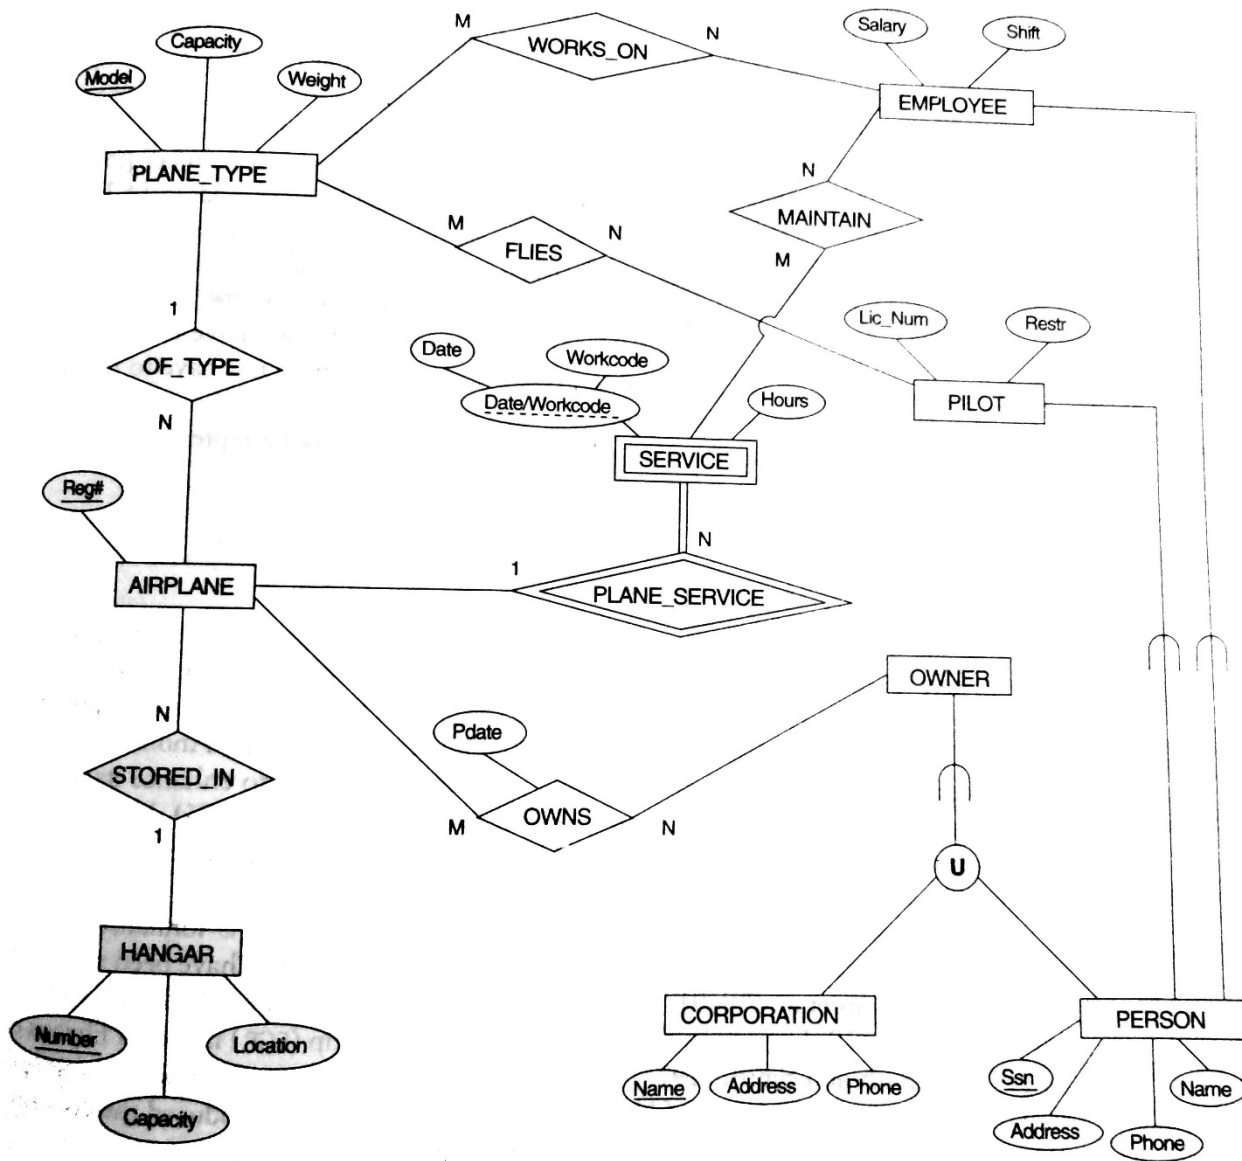 M
WORKS_ON
N
Salary
Shift
EMPLOYEE
Capacity
Model
Weight
PLANE_TYPE
M
FLIES
N
N
MAINTAIN
M
1
OF_TYPE
N
Date
Workcode
Date/Workcode
Hours
SERVICE
Lic_Num
Restr
PILOT
Reg#
AIRPLANE
1
N
PLANE_SERVICE
OWNER
N
STORED_IN
1
Pdate
M
OWNS
N
U
HANGAR
Number
Location
Capacity
CORPORATION
Name
Address
Phone
PERSON
Ssn
Name
Address
Phone